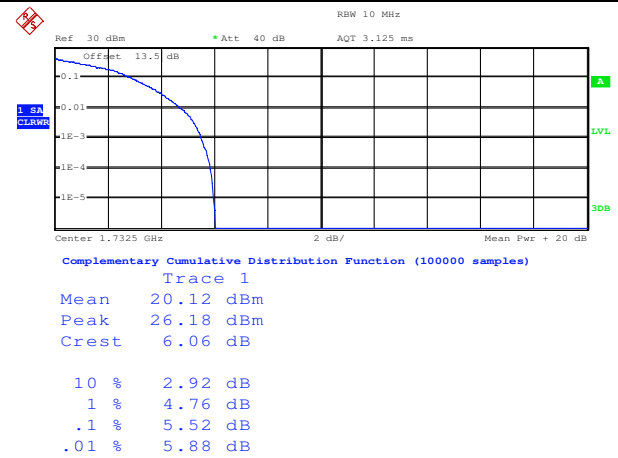 RBW 10 MHz
Ref 30 dBm * Att 40 dB AQT 3.125 ms
Offset 13.5 dB
0.1
A
0.01
1 SA
CLRWR
LVL
1E-3
1E-4
1E-5
3DB
Center 1.7325 GHz 2 dB/ Mean Pwr + 20 dB
Complementary Cumulative Distribution Function (100000 samples)
Trace 1
Mean 20.12 dBm
Peak 26.18 dBm
Crest 6.06 dB
10 % 2.92 dB
1 % 4.76 dB
.1 % 5.52 dB
.01 % 5.88 dB